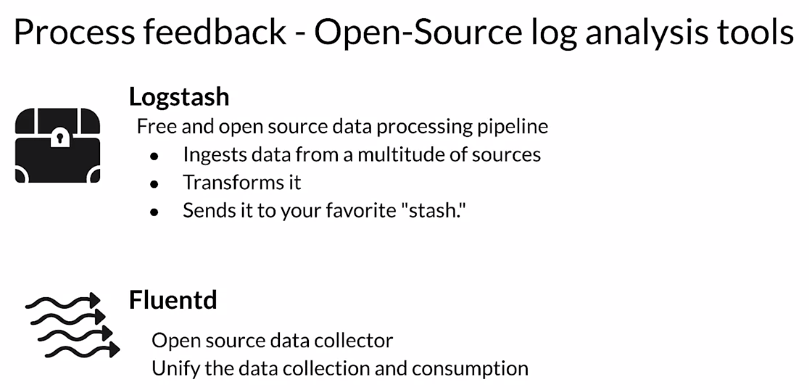 Process feedback - Open-Source log analysis tools
Logstash
Free and open source data processing pipeline
● Ingests data from a multitude of sources
● Transforms it
● Sends it to your favorite "stash."
Fluentd
Open source data collector
Unify the data collection and consumption